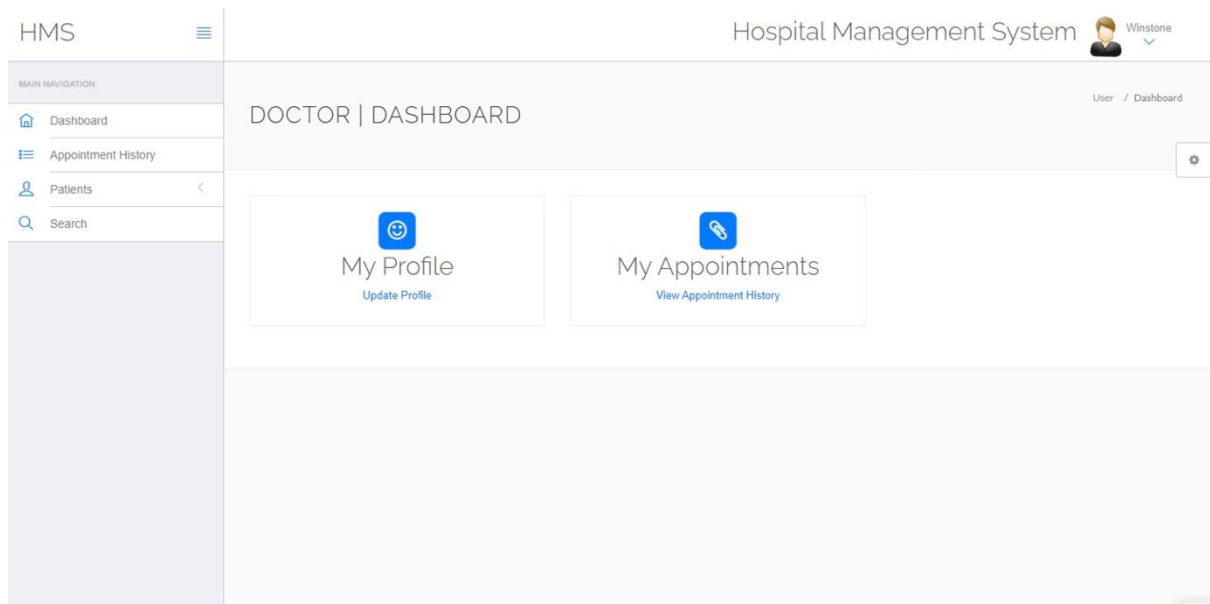 HMS
Hospital Management System
Winstone
MAIN NAVIGATION
Dashboard
Appointment History
Patients
Search
DOCTOR | DASHBOARD
User / Dashboard
My Profile
Update Profile
My Appointments
View Appointment History